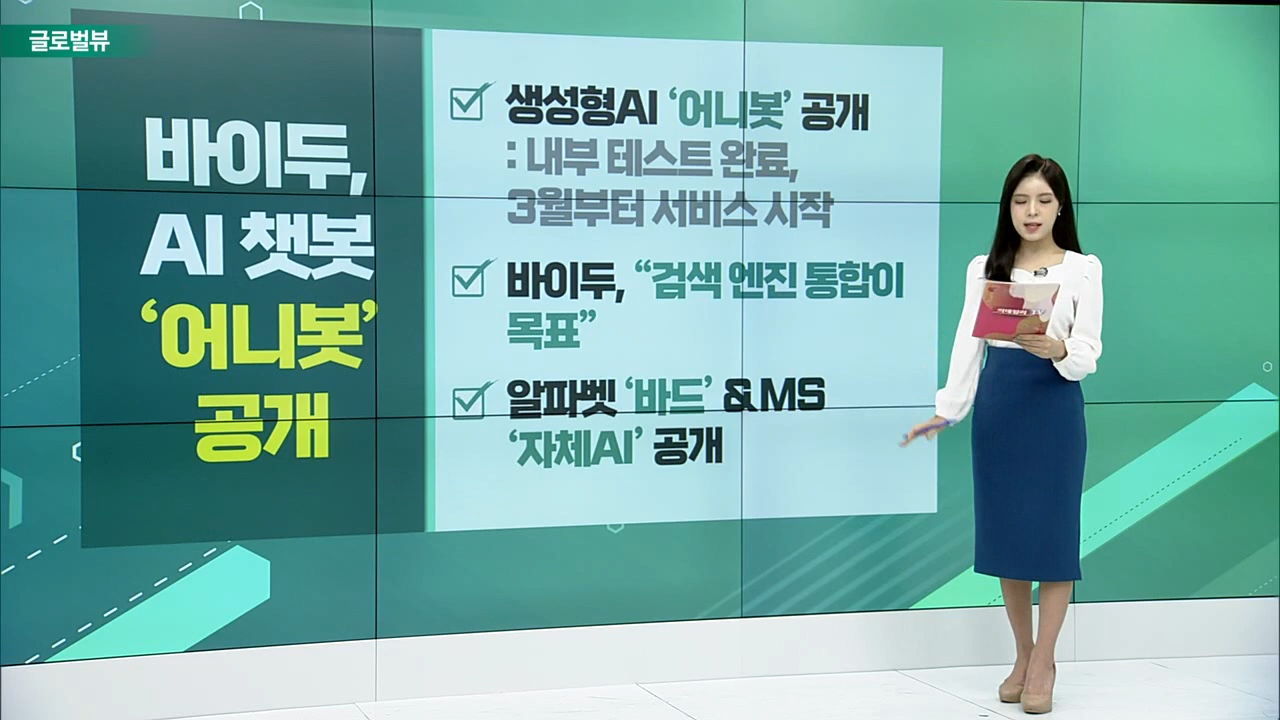 글로벌뷰
바이두,
AI 챗봇
‘어니봇’
공개
생성형AI ‘어니봇’ 공개
: 내부 테스트 완료,
3월부터 서비스 시작
바이두, “검색 엔진 통합이
목표”
알파벳 ‘바드’ & MS
‘자체AI’ 공개